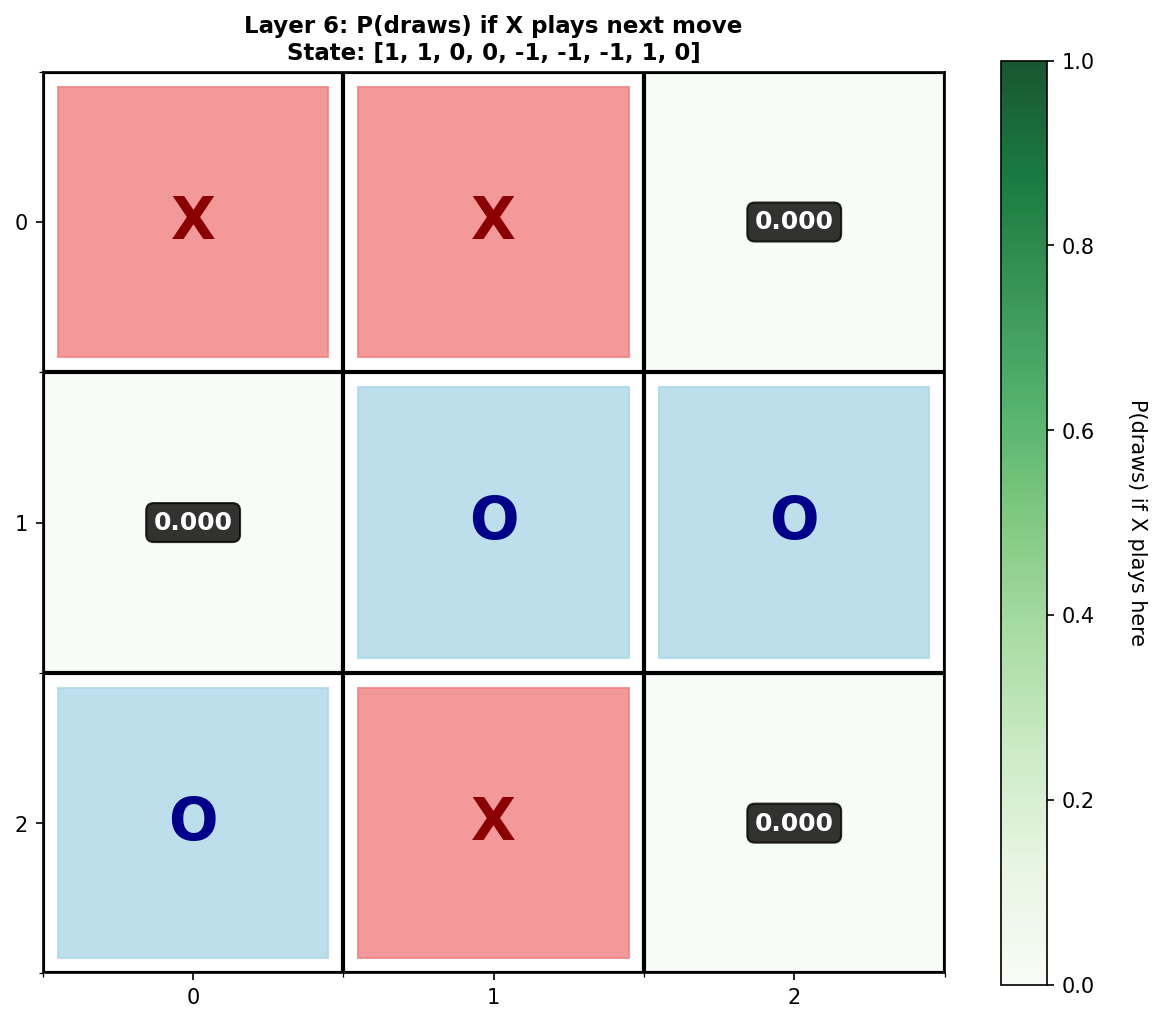 Layer 6: P(draws) if X plays next move
State: [1, 1, 0, 0, -1, -1, -1, 1, 0]
X X 0.000
0
0.000 O O
1
O X 0.000
2
0 1 2
1.0
0.8
0.6
0.4
0.2
0.0
P(draws) if X plays here